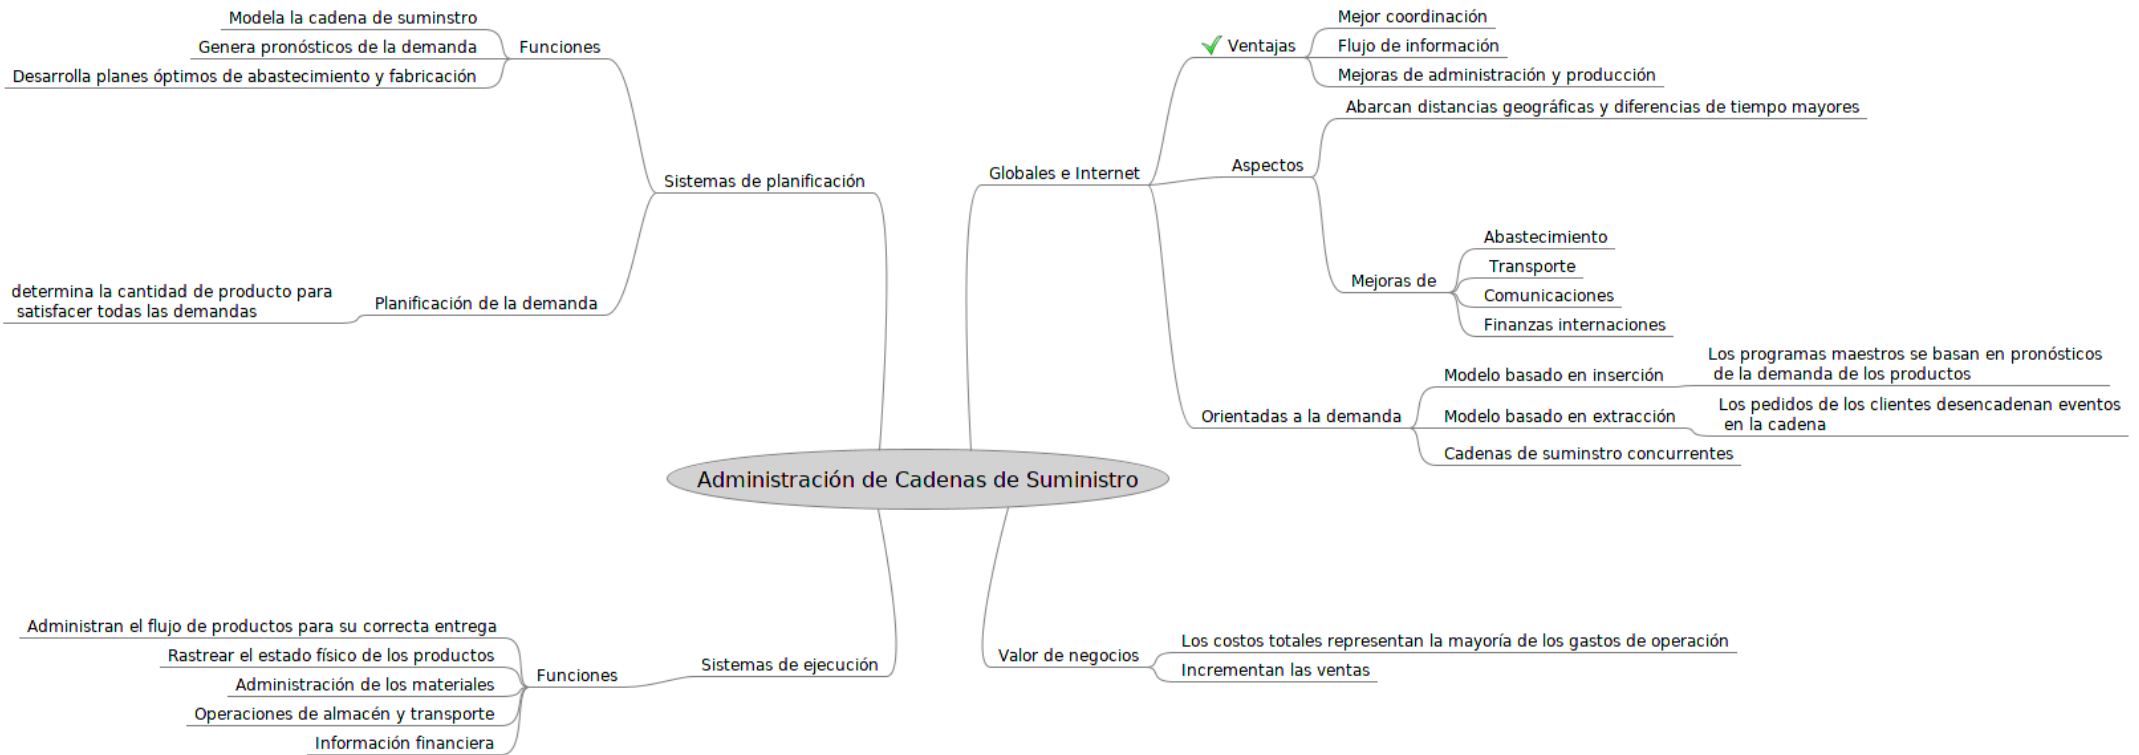 Administración de Cadenas de Suministro
Sistemas de planificación
Funciones
Modela la cadena de suminstro
Genera pronósticos de la demanda
Desarrolla planes óptimos de abastecimiento y fabricación
Planificación de la demanda
determina la cantidad de producto para
satisfacer todas las demandas
Sistemas de ejecución
Funciones
Administran el flujo de productos para su correcta entrega
Rastrear el estado físico de los productos
Administración de los materiales
Operaciones de almacén y transporte
Información financiera
Globales e Internet
Ventajas
Mejor coordinación
Flujo de información
Mejoras de administración y producción
Aspectos
Abarcan distancias geográficas y diferencias de tiempo mayores
Mejoras de
Abastecimiento
Transporte
Comunicaciones
Finanzas internaciones
Orientadas a la demanda
Modelo basado en inserción
Los programas maestros se basan en pronósticos
de la demanda de los productos
Modelo basado en extracción
Los pedidos de los clientes desencadenan eventos
en la cadena
Cadenas de suminstro concurrentes
Valor de negocios
Los costos totales representan la mayoría de los gastos de operación
Incrementan las ventas